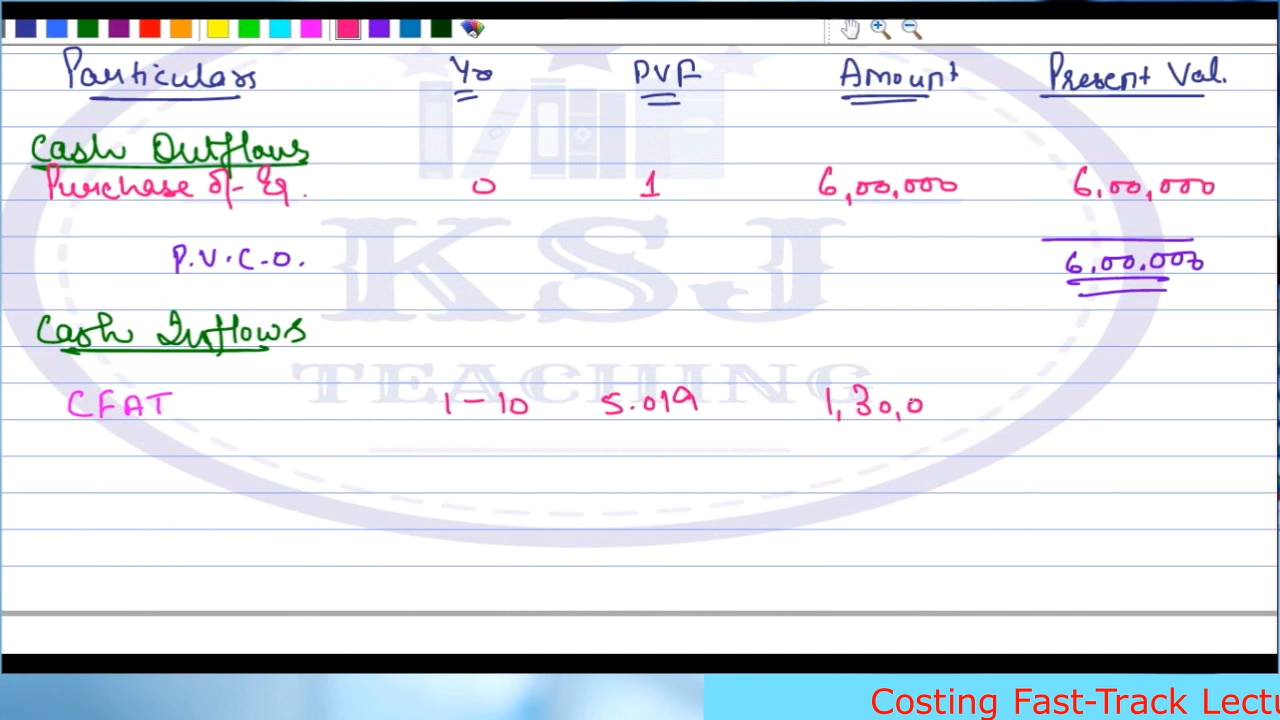 Particulars Yr PVF Amount Present Val.
Cash Outflows
Purchase of Eq. 0 1 6,00,000 6,00,000
P.V.C.O. 6,00,000
KSJ
Cash Inflows
TEACHING
CFAT 1-10 5.019 1,30,0
Costing Fast-Track Lectu